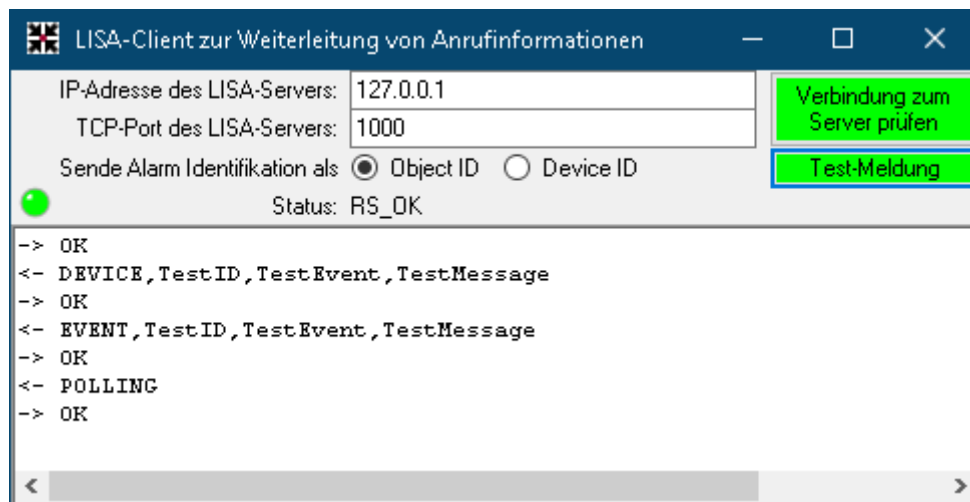 LISA-Client zur Weiterleitung von Anrufinformationen
IP-Adresse des LISA-Servers: 127.0.0.1
Verbindung zum
Server prüfen
TCP-Port des LISA-Servers: 1000
Sende Alarm Identifikation als Object ID Device ID
Test-Meldung
Status: RS_OK
-> OK
<- DEVICE,TestID,TestEvent,TestMessage
-> OK
<- EVENT,TestID,TestEvent,TestMessage
-> OK
<- POLLING
-> OK